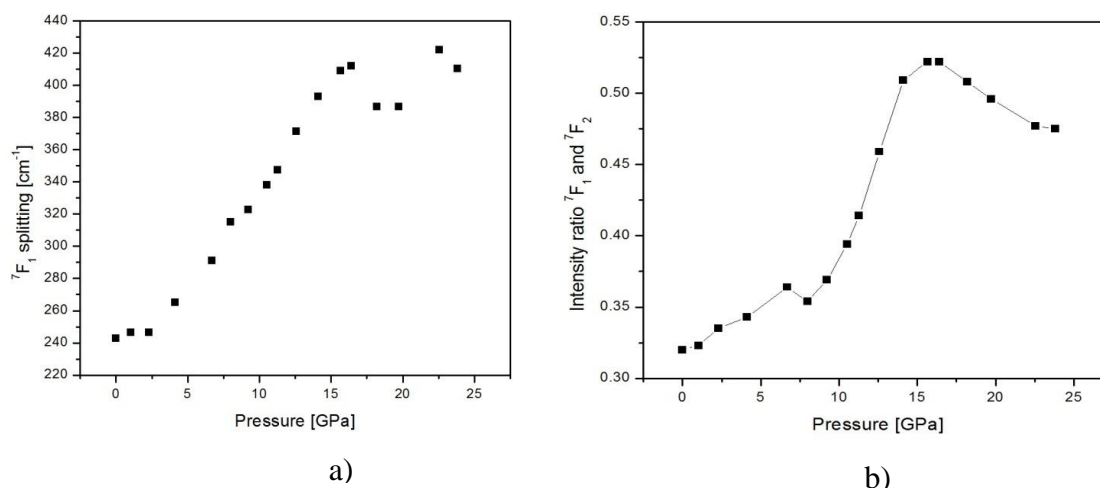 440
420
400
380
360
340
320
300
280
260
240
220
⁷F₁ splitting [cm⁻¹]
0 5 10 15 20 25
Pressure [GPa]
a)
0.55
0.50
0.45
0.40
0.35
0.30
Intensity ratio ⁷F₁ and ⁷F₂
0 5 10 15 20 25
Pressure [GPa]
b)